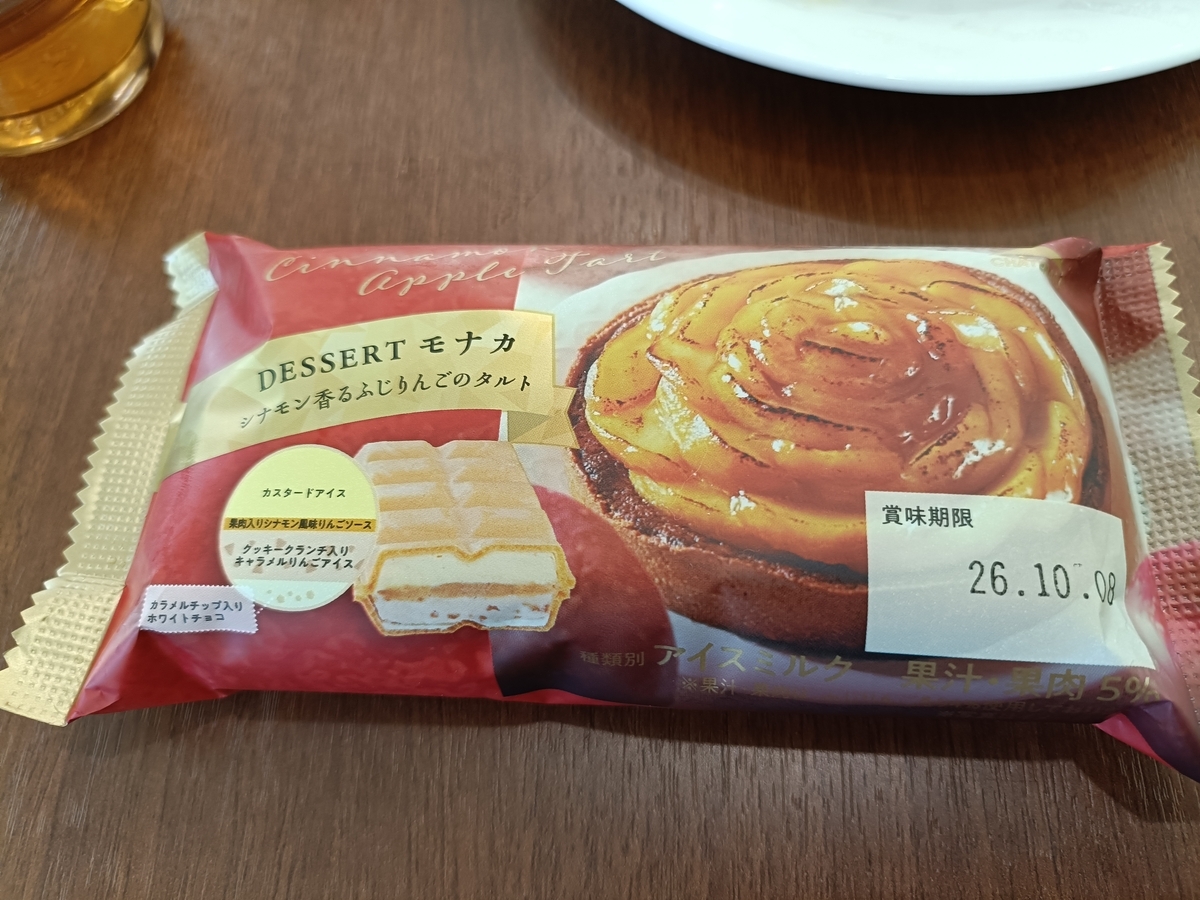 Cinnamon
Apple Tart
DESSERT モナカ
シナモン香るふじりんごのタルト
カスタードアイス
果肉入りシナモン風味りんごソース
クッキークランチ入り
キャラメルりんごアイス
カラメルチップ入り
ホワイトチョコ
賞味期限
26.10.08
種類別 アイスミルク 果汁・果肉 5%
※果汁